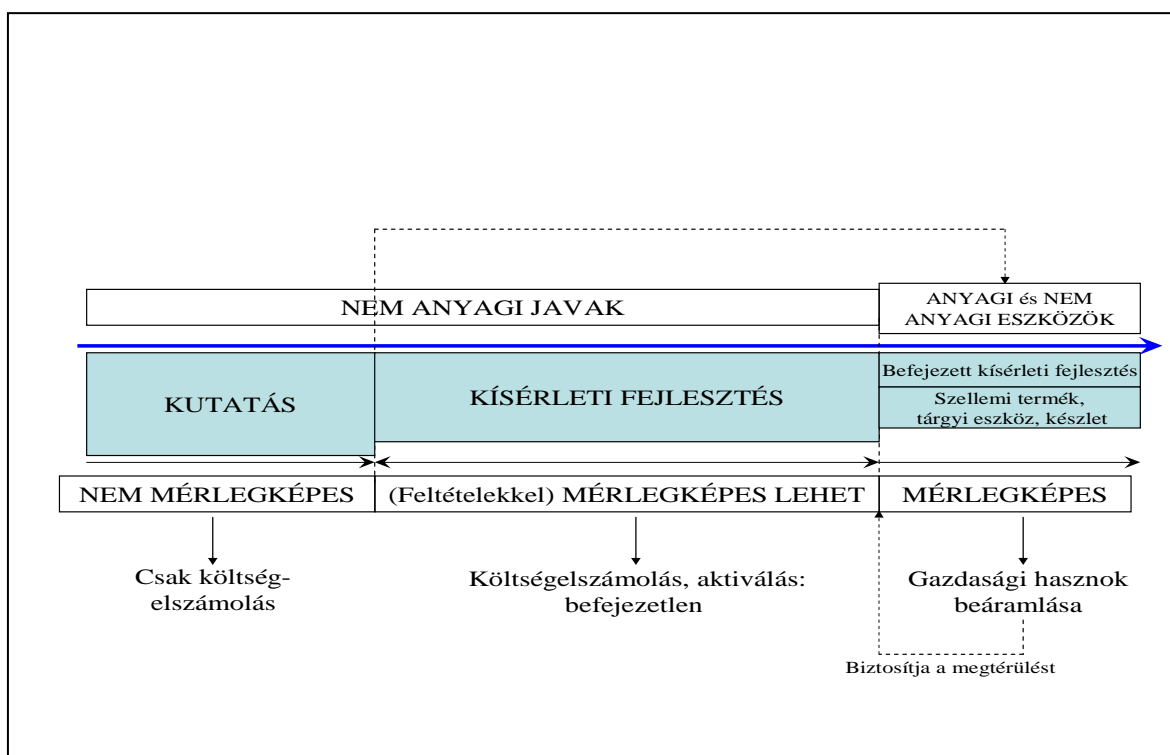 NEM ANYAGI JAVAK
ANYAGI és NEM
ANYAGI ESZKÖZÖK
KUTATÁS
KÍSÉRLETI FEJLESZTÉS
Befejezett kísérleti fejlesztés
Szellemi termék,
tárgyi eszköz, készlet
NEM MÉRLEGKÉPES
(Feltételekkel) MÉRLEGKÉPES LEHET
MÉRLEGKÉPES
Csak költség-
elszámolás
Költségelszámolás, aktiválás:
befejezetlen
Gazdasági hasznok
beáramlása
Biztosítja a megtérülést